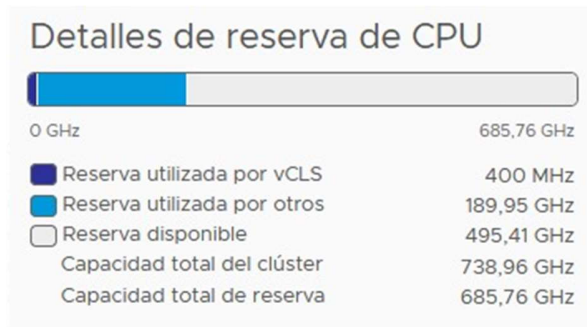 Detalles de reserva de CPU
0 GHz 685,76 GHz
Reserva utilizada por vCLS 400 MHz
Reserva utilizada por otros 189,95 GHz
Reserva disponible 495,41 GHz
Capacidad total del clúster 738,96 GHz
Capacidad total de reserva 685,76 GHz